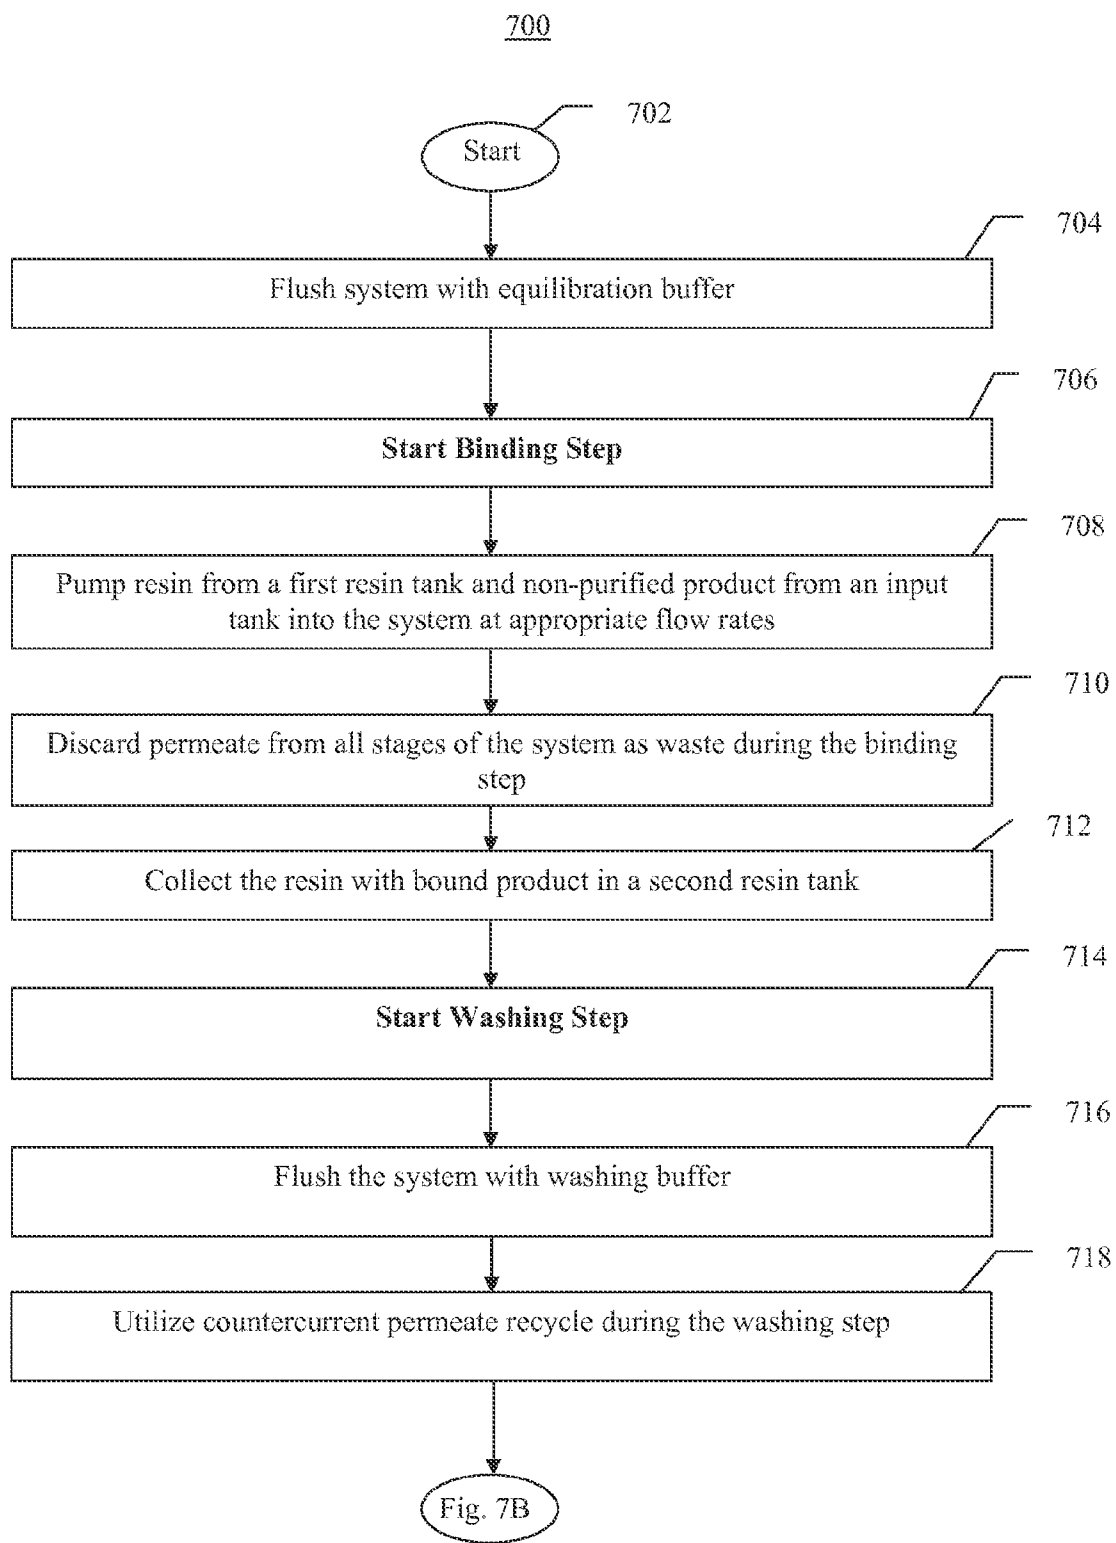 700
702
Start
704
Flush system with equilibration buffer
706
Start Binding Step
708
Pump resin from a first resin tank and non-purified product from an input
tank into the system at appropriate flow rates
710
Discard permeate from all stages of the system as waste during the binding
step
712
Collect the resin with bound product in a second resin tank
714
Start Washing Step
716
Flush the system with washing buffer
718
Utilize countercurrent permeate recycle during the washing step
Fig. 7B